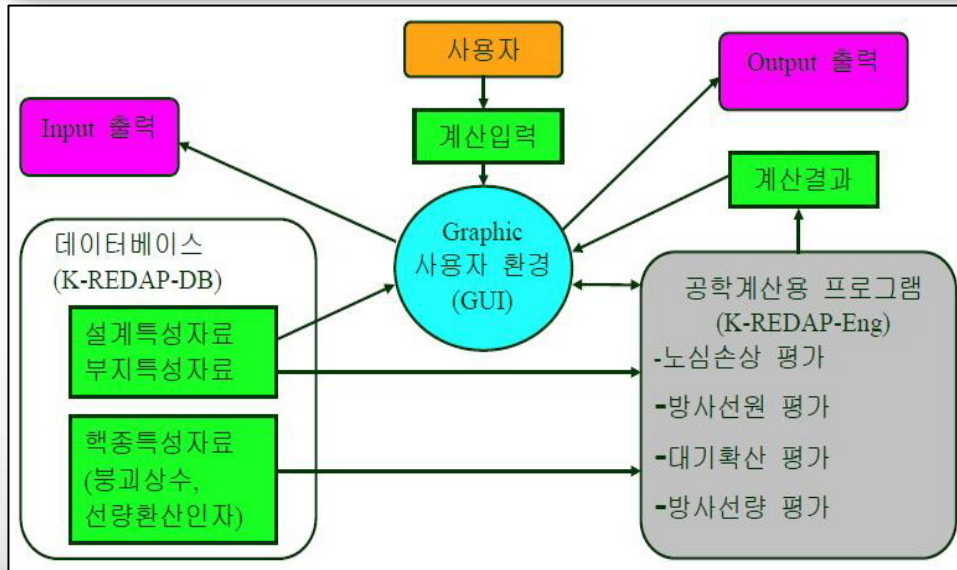 사용자
Output 출력
Input 출력
계산입력
계산결과
Graphic
사용자 환경
(GUI)
데이터베이스
(K-REDAP-DB)
설계특성자료
부지특성자료
핵종특성자료
(붕괴상수,
선량환산인자)
공학계산용 프로그램
(K-REDAP-Eng)
-노심손상 평가
-방사선원 평가
-대기확산 평가
-방사선량 평가